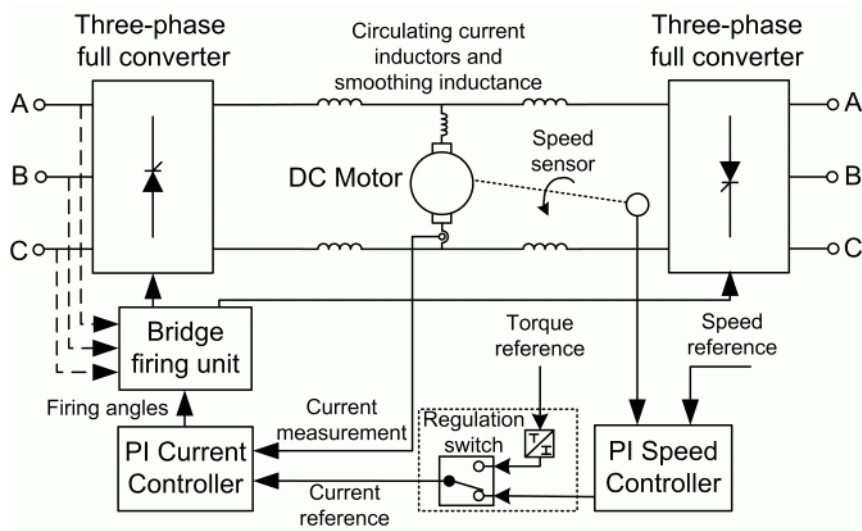 Three-phase
full converter
Circulating current
inductors and
smoothing inductance
Three-phase
full converter
A
B
C
DC Motor
Speed
sensor
A
B
C
Bridge
firing unit
Torque
reference
Speed
reference
Firing angles
Current
measurement
Regulation
switch
T
I
PI Current
Controller
Current
reference
PI Speed
Controller